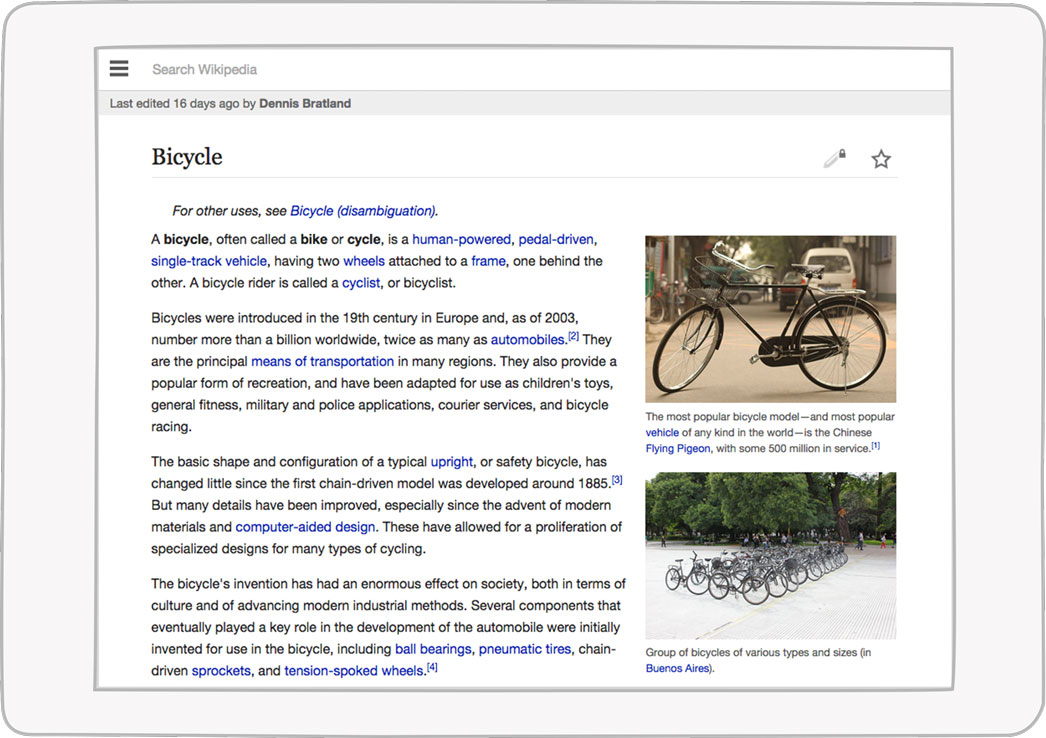 Search Wikipedia
Last edited 16 days ago by Dennis Bratland
Bicycle
For other uses, see Bicycle (disambiguation).
A bicycle, often called a bike or cycle, is a human-powered, pedal-driven,
single-track vehicle, having two wheels attached to a frame, one behind the
other. A bicycle rider is called a cyclist, or bicyclist.
Bicycles were introduced in the 19th century in Europe and, as of 2003,
number more than a billion worldwide, twice as many as automobiles.[2] They
are the principal means of transportation in many regions. They also provide a
popular form of recreation, and have been adapted for use as children's toys,
general fitness, military and police applications, courier services, and bicycle
racing.
The basic shape and configuration of a typical upright, or safety bicycle, has
changed little since the first chain-driven model was developed around 1885.[3]
But many details have been improved, especially since the advent of modern
materials and computer-aided design. These have allowed for a proliferation of
specialized designs for many types of cycling.
The bicycle's invention has had an enormous effect on society, both in terms of
culture and of advancing modern industrial methods. Several components that
eventually played a key role in the development of the automobile were initially
invented for use in the bicycle, including ball bearings, pneumatic tires, chain-
driven sprockets, and tension-spoked wheels.[4]
The most popular bicycle model—and most popular
vehicle of any kind in the world—is the Chinese
Flying Pigeon, with some 500 million in service.[1]
Group of bicycles of various types and sizes (in
Buenos Aires).